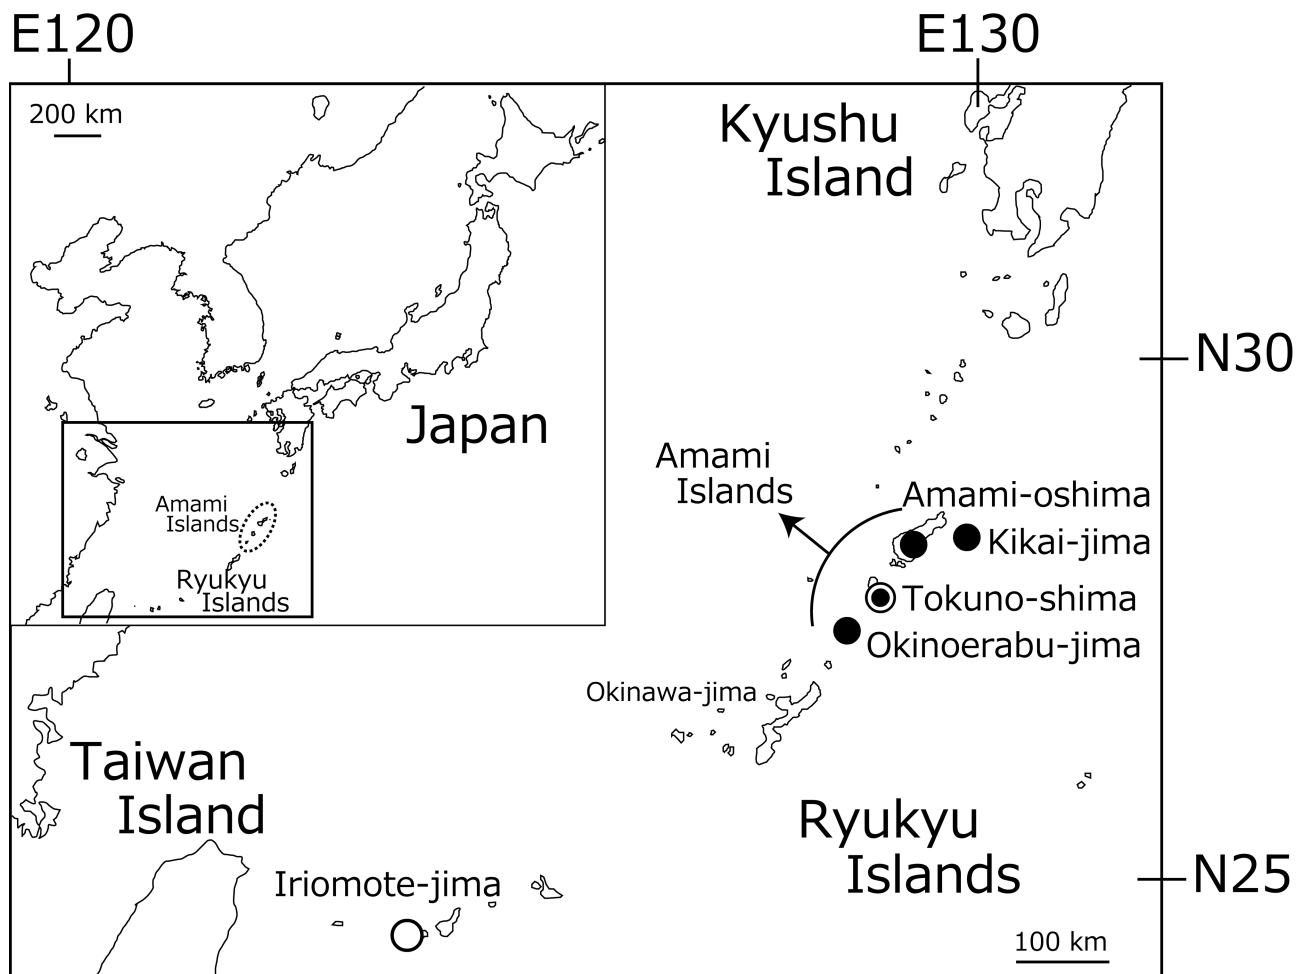 E120
E130
200 km
Kyushu
Island
N30
Japan
Amami
Islands
Amami
Islands
Amami-oshima
Kikai-jima
Ryukyu
Islands
Tokuno-shima
Okinoerabu-jima
Okinawa-jima
Taiwan
Island
Ryukyu
Islands
Iriomote-jima
N25
100 km